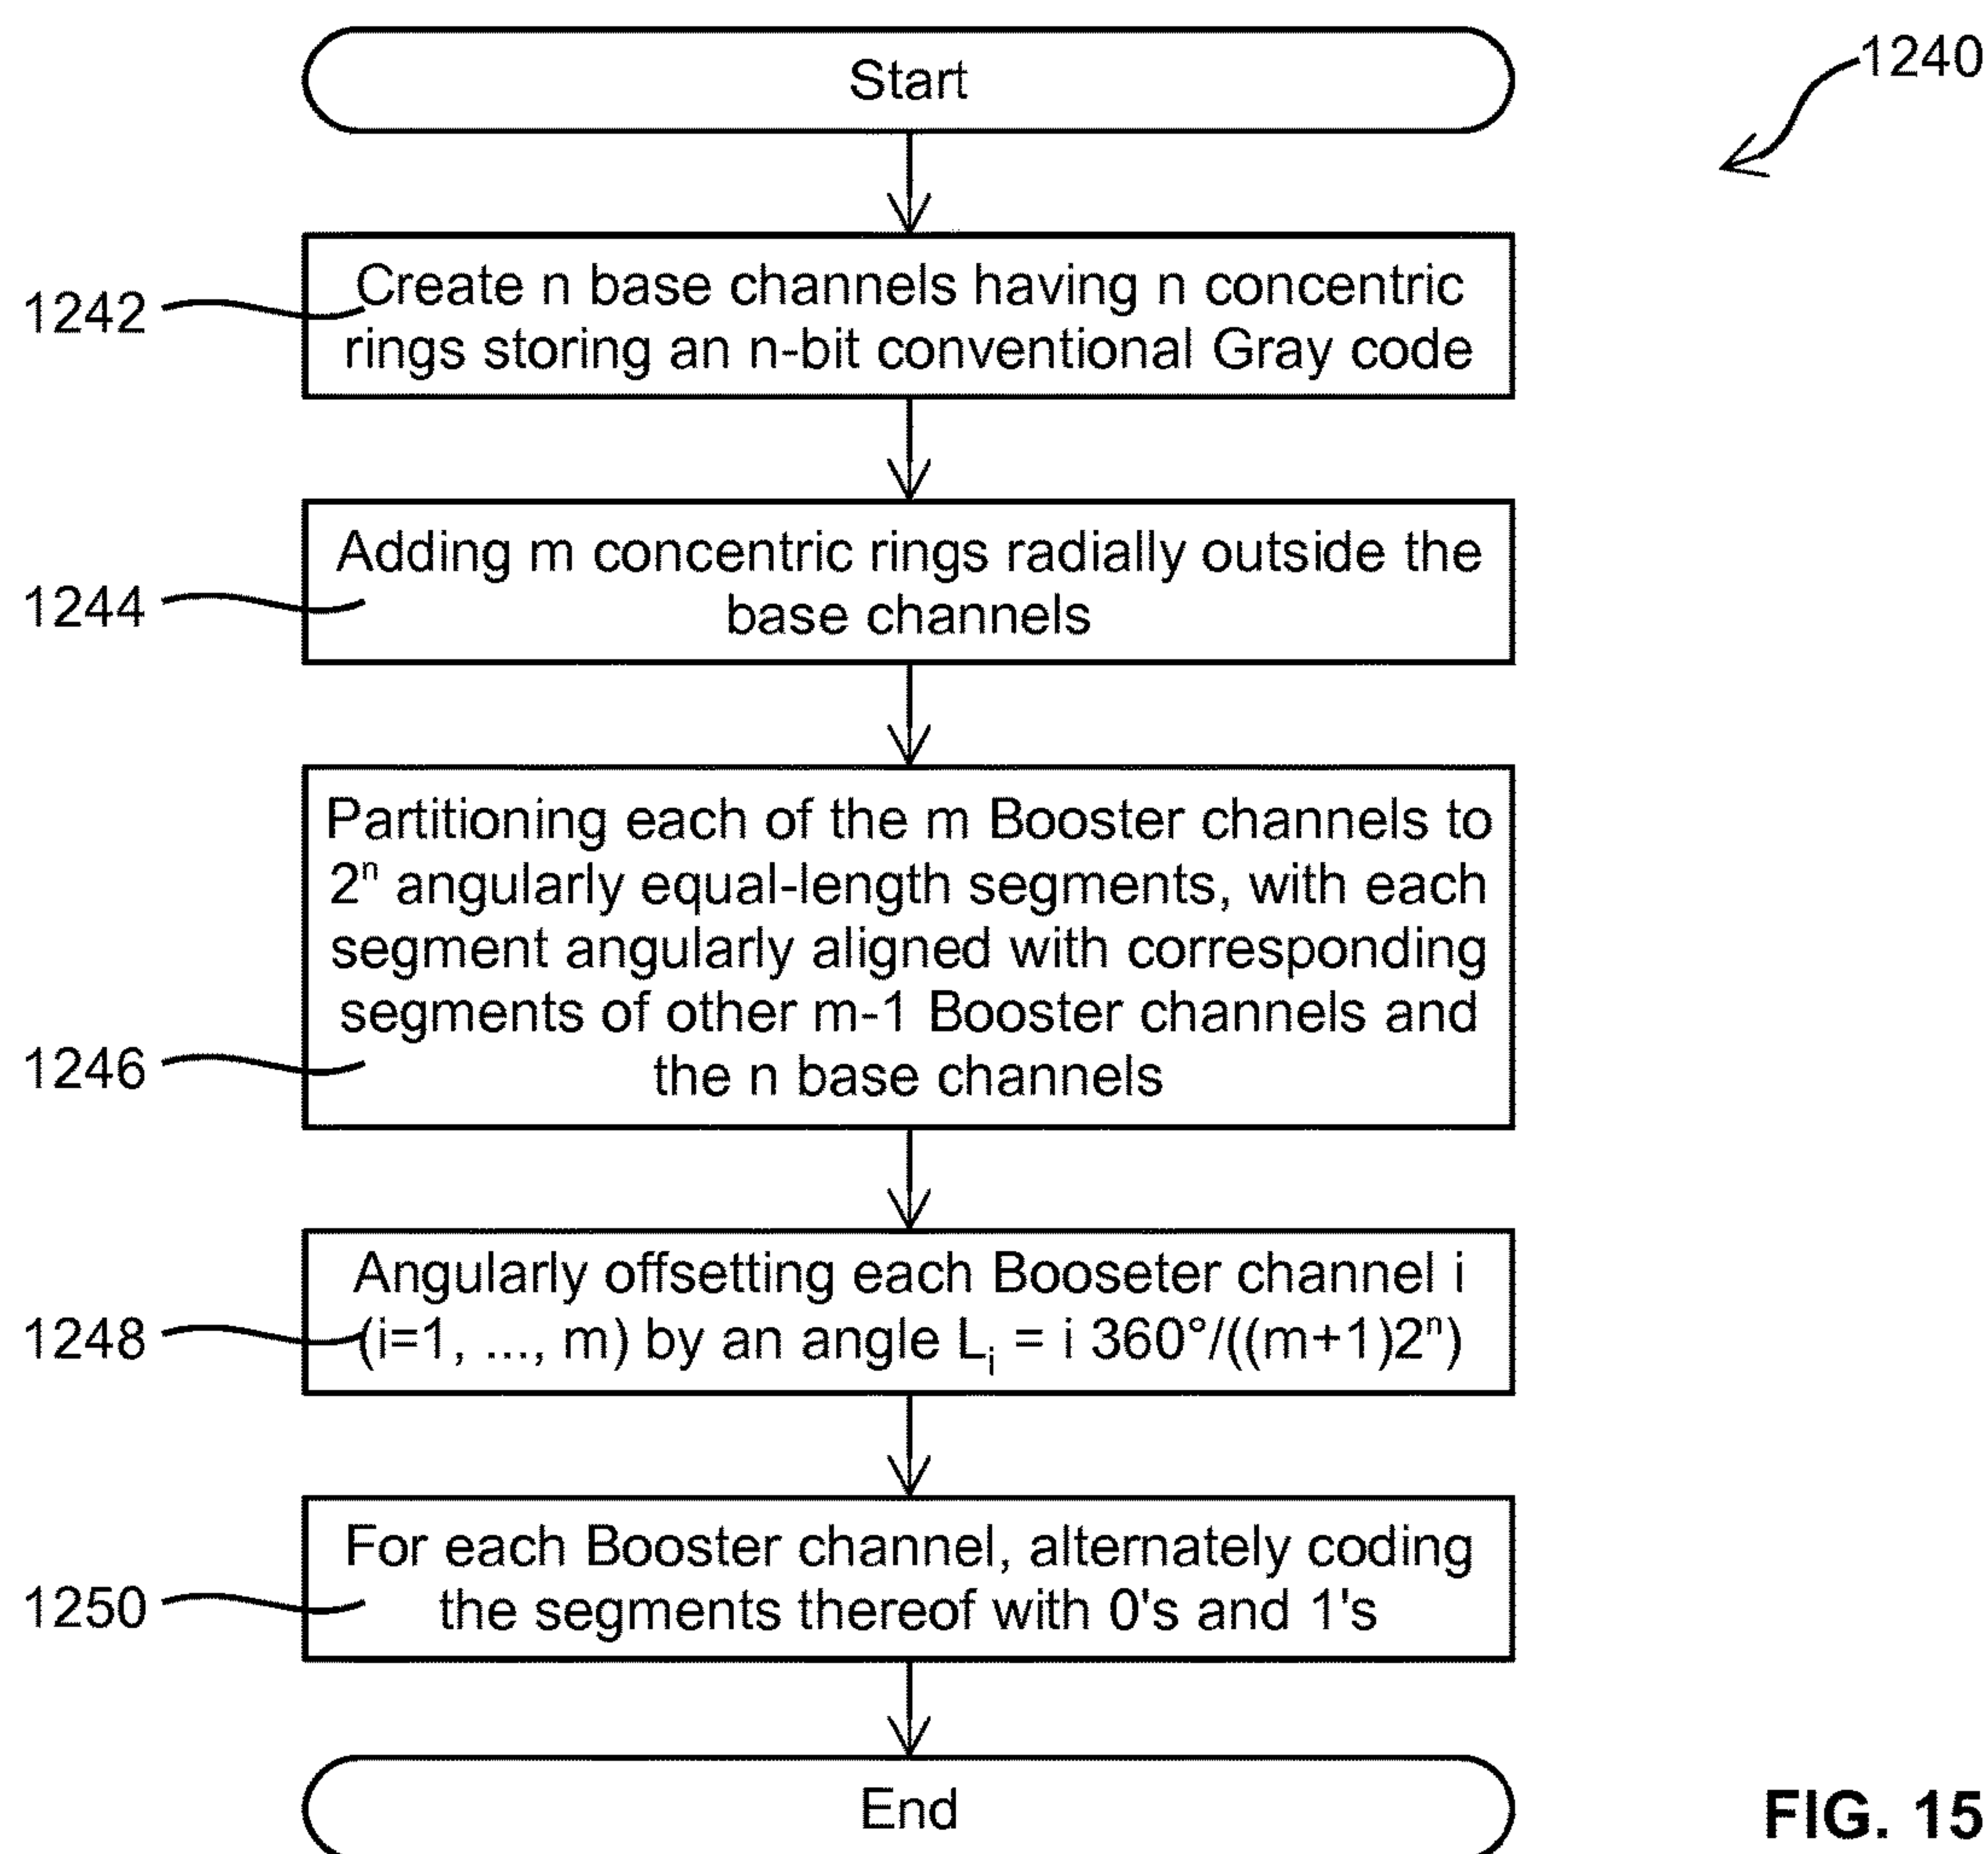 Start
1240
1242
Create n base channels having n concentric
rings storing an n-bit conventional Gray code
1244
Adding m concentric rings radially outside the
base channels
1246
Partitioning each of the m Booster channels to
2ⁿ angularly equal-length segments, with each
segment angularly aligned with corresponding
segments of other m-1 Booster channels and
the n base channels
1248
Angularly offsetting each Booseter channel i
(i=1, ..., m) by an angle Lᵢ = i 360°/((m+1)2ⁿ)
1250
For each Booster channel, alternately coding
the segments thereof with 0's and 1's
End
FIG. 15